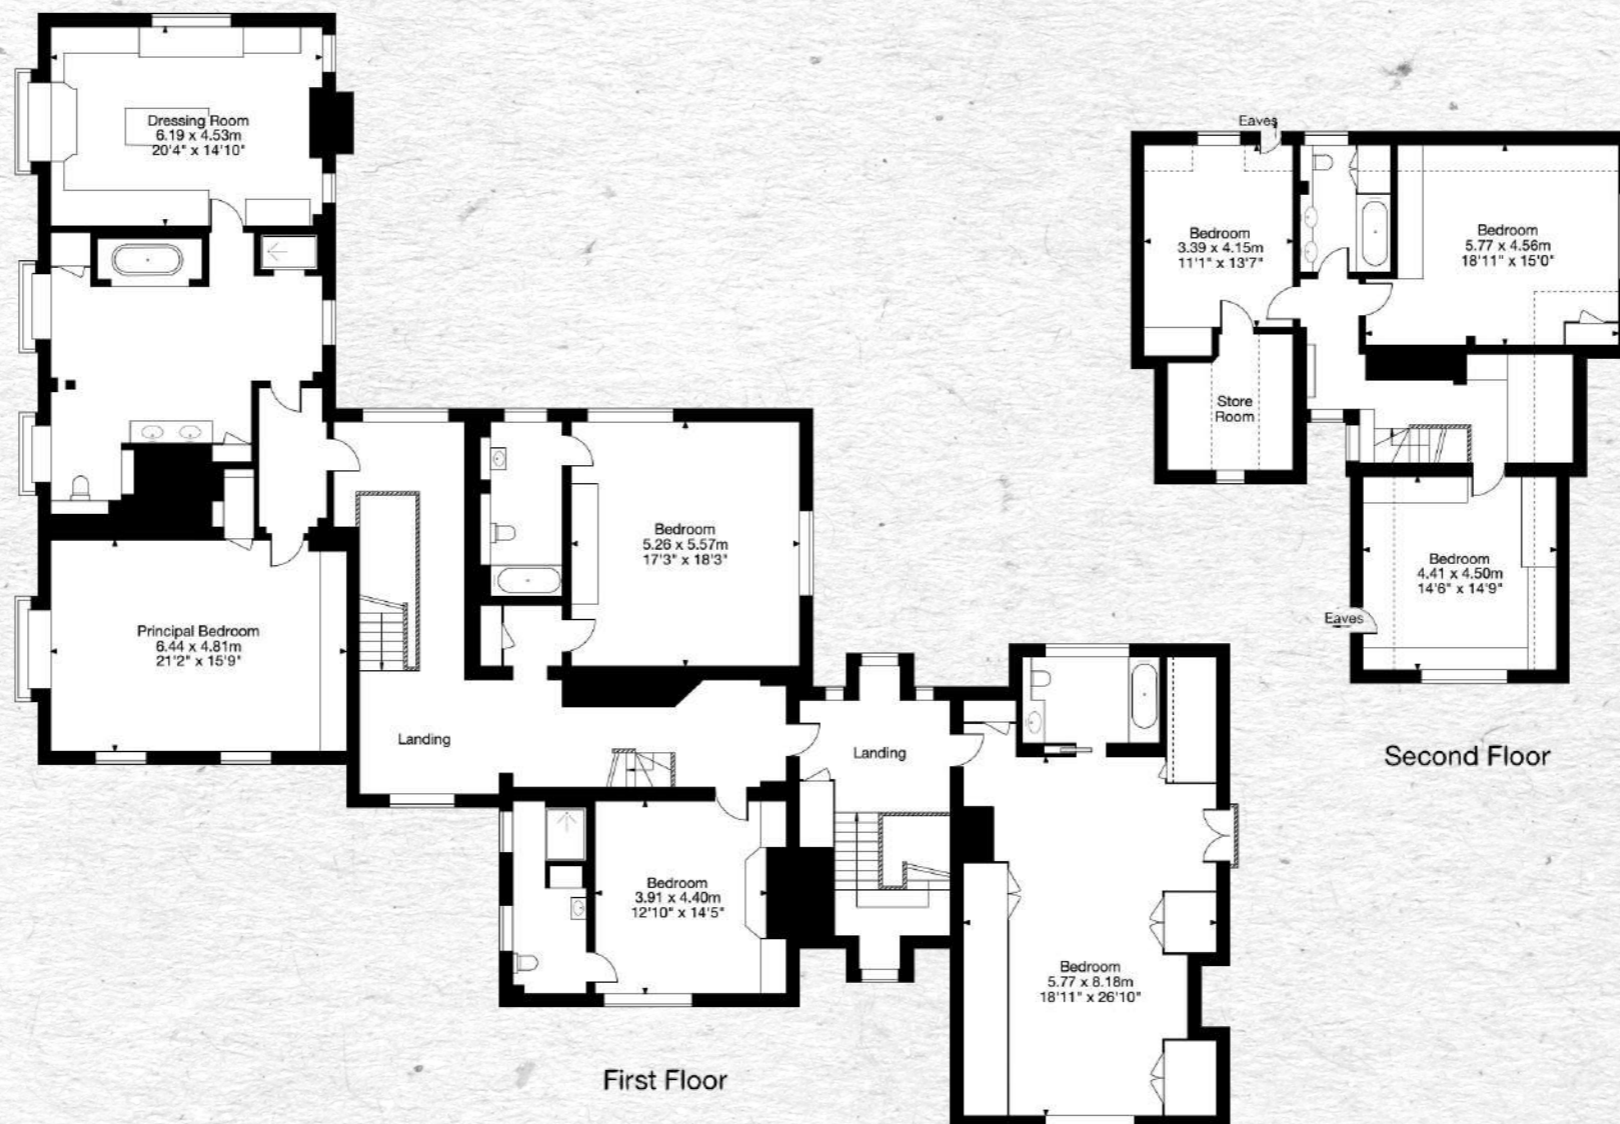 Dressing Room
6.19 x 4.53m
20'4" x 14'10"
Principal Bedroom
6.44 x 4.81m
21'2" x 15'9"
Landing
Bedroom
5.26 x 5.57m
17'3" x 18'3"
Bedroom
3.91 x 4.40m
12'10" x 14'5"
Landing
Bedroom
5.77 x 8.18m
18'11" x 26'10"
First Floor
Eaves
Bedroom
3.39 x 4.15m
11'1" x 13'7"
Bedroom
5.77 x 4.56m
18'11" x 15'0"
Store
Room
Bedroom
4.41 x 4.50m
14'6" x 14'9"
Eaves
Second Floor